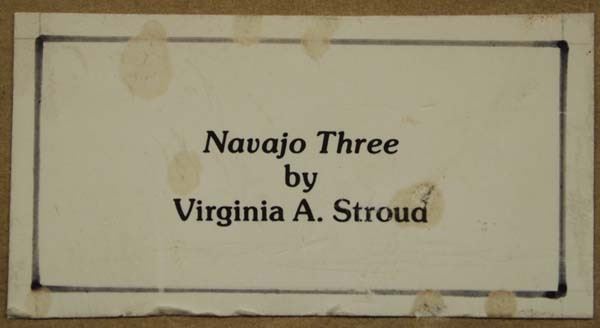 Navajo Three
by
Virginia A. Stroud